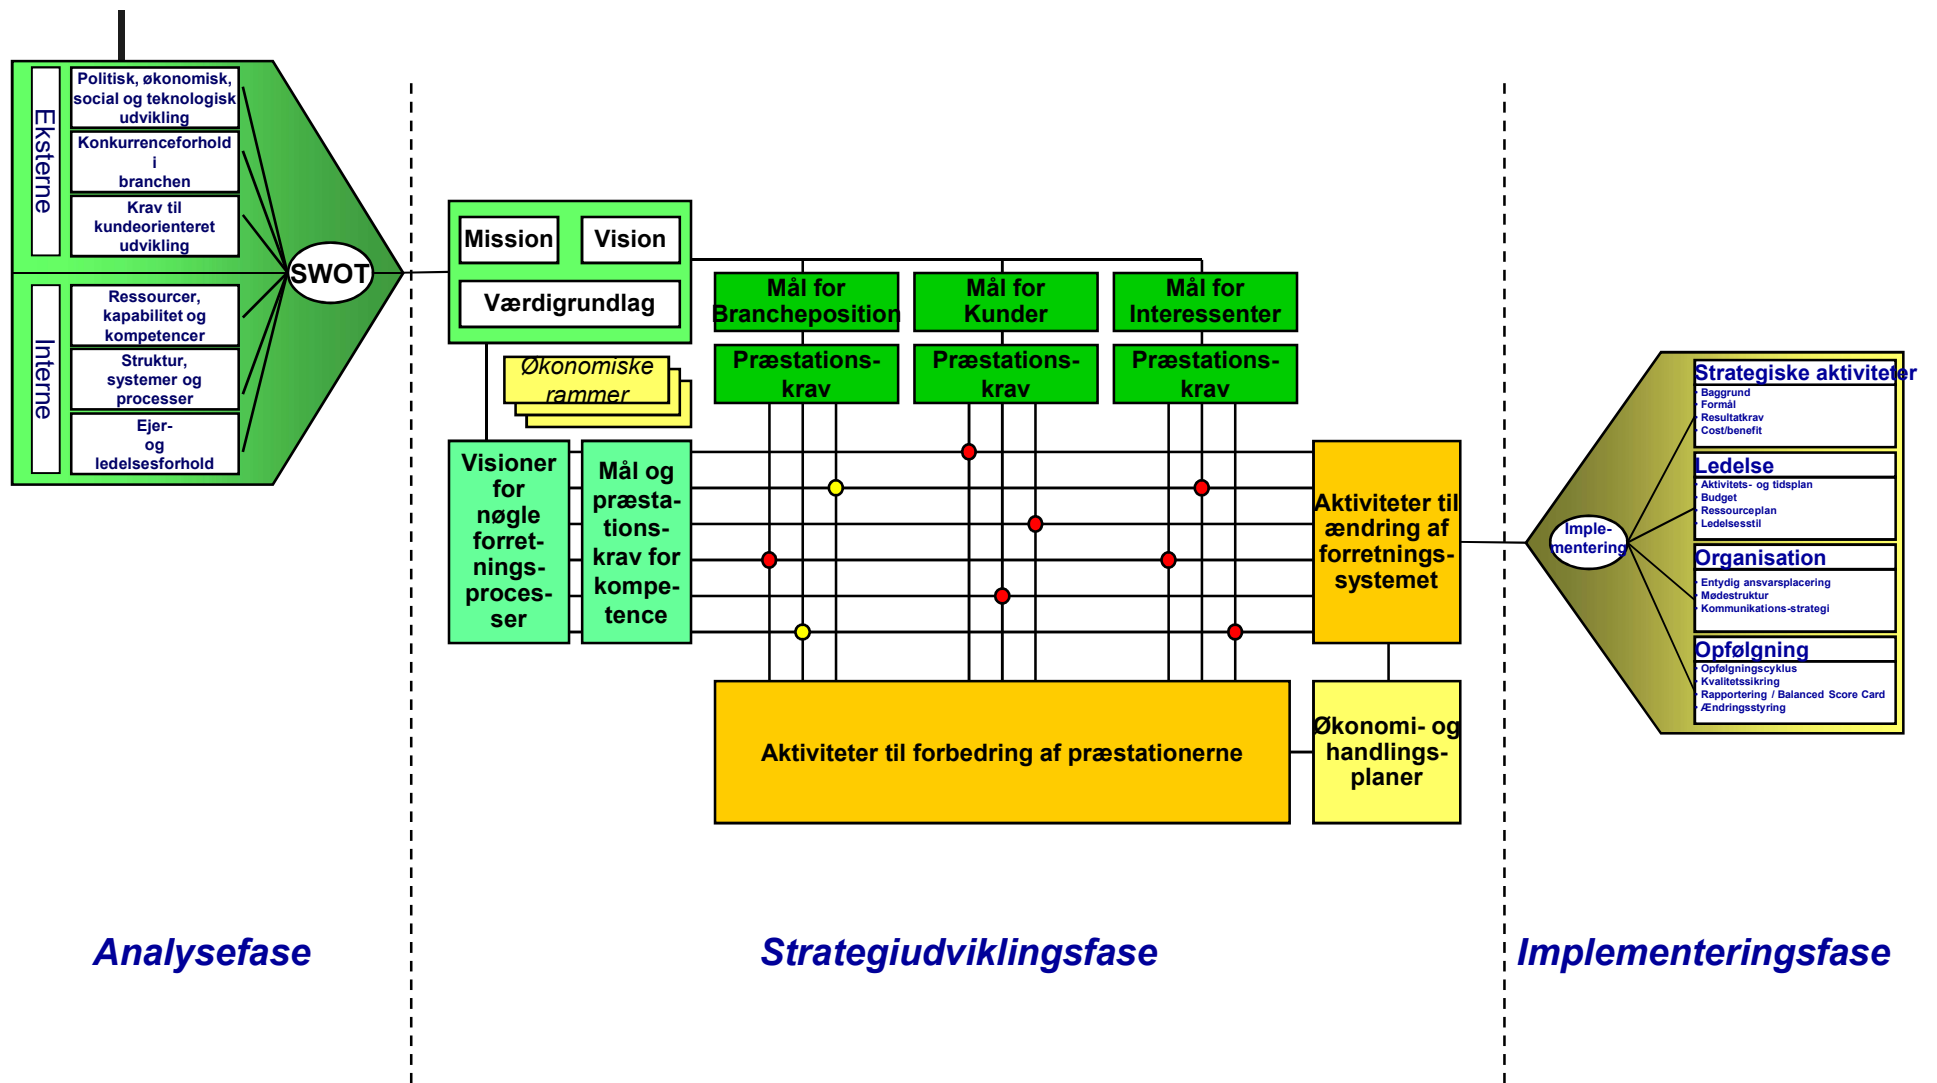 Eksterne
Politisk, økonomisk,
social og teknologisk
udvikling
Konkurrenceforhold
i
branchen
Krav til
kundeorienteret
udvikling
SWOT
Interne
Ressourcer,
kapabilitet og
kompetencer
Struktur,
systemer og
processer
Ejer-
og
ledelsesforhold
Mission
Vision
Værdigrundlag
Økonomiske
rammer
Mål for
Brancheposition
Mål for
Kunder
Mål for
Interessenter
Præstations-
krav
Præstations-
krav
Præstations-
krav
Visioner
for
nøgle
forret-
nings-
proces-
ser
Mål og
præsta-
tions-
krav for
kompe-
tence
Aktiviteter til
ændring af
forretnings-
systemet
Aktiviteter til forbedring af præstationerne
Økonomi- og
handlings-
planer
Imple-
mentering
Strategiske aktiviteter
· Baggrund
· Formål
· Resultatkrav
· Cost/benefit
Ledelse
· Aktivitets- og tidsplan
· Budget
· Ressourceplan
· Ledelsesstil
Organisation
· Entydig ansvarsplacering
· Mødestruktur
· Kommunikations-strategi
Opfølgning
· Opfølgningscyklus
· Kvalitetssikring
· Rapportering / Balanced Score Card
· Ændringsstyring
Analysefase
Strategiudviklingsfase
Implementeringsfase